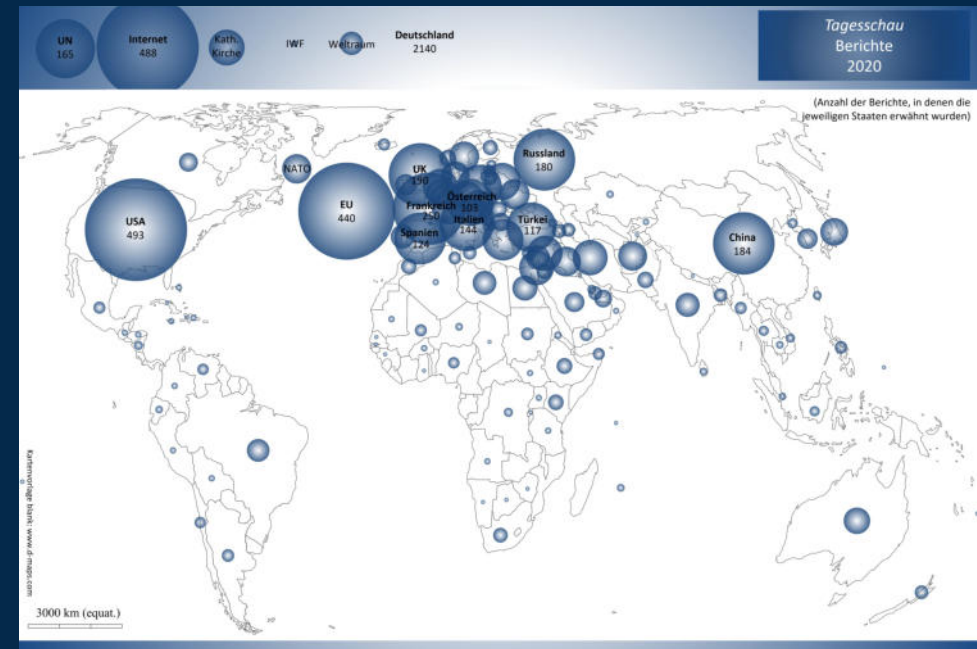 UN
165
Internet
488
Kath.
Kirche
IWF
Weltraum
Deutschland
2140
Tagesschau
Berichte
2020
(Anzahl der Berichte, in denen die
jeweiligen Staaten erwähnt wurden)
NATO
USA
493
EU
440
UK
190
Russland
180
Frankreich
250
Österreich
103
Italien
144
Spanien
124
Türkei
117
China
184
Kartenvorlage blank: www.d-maps.com
3000 km (equat.)